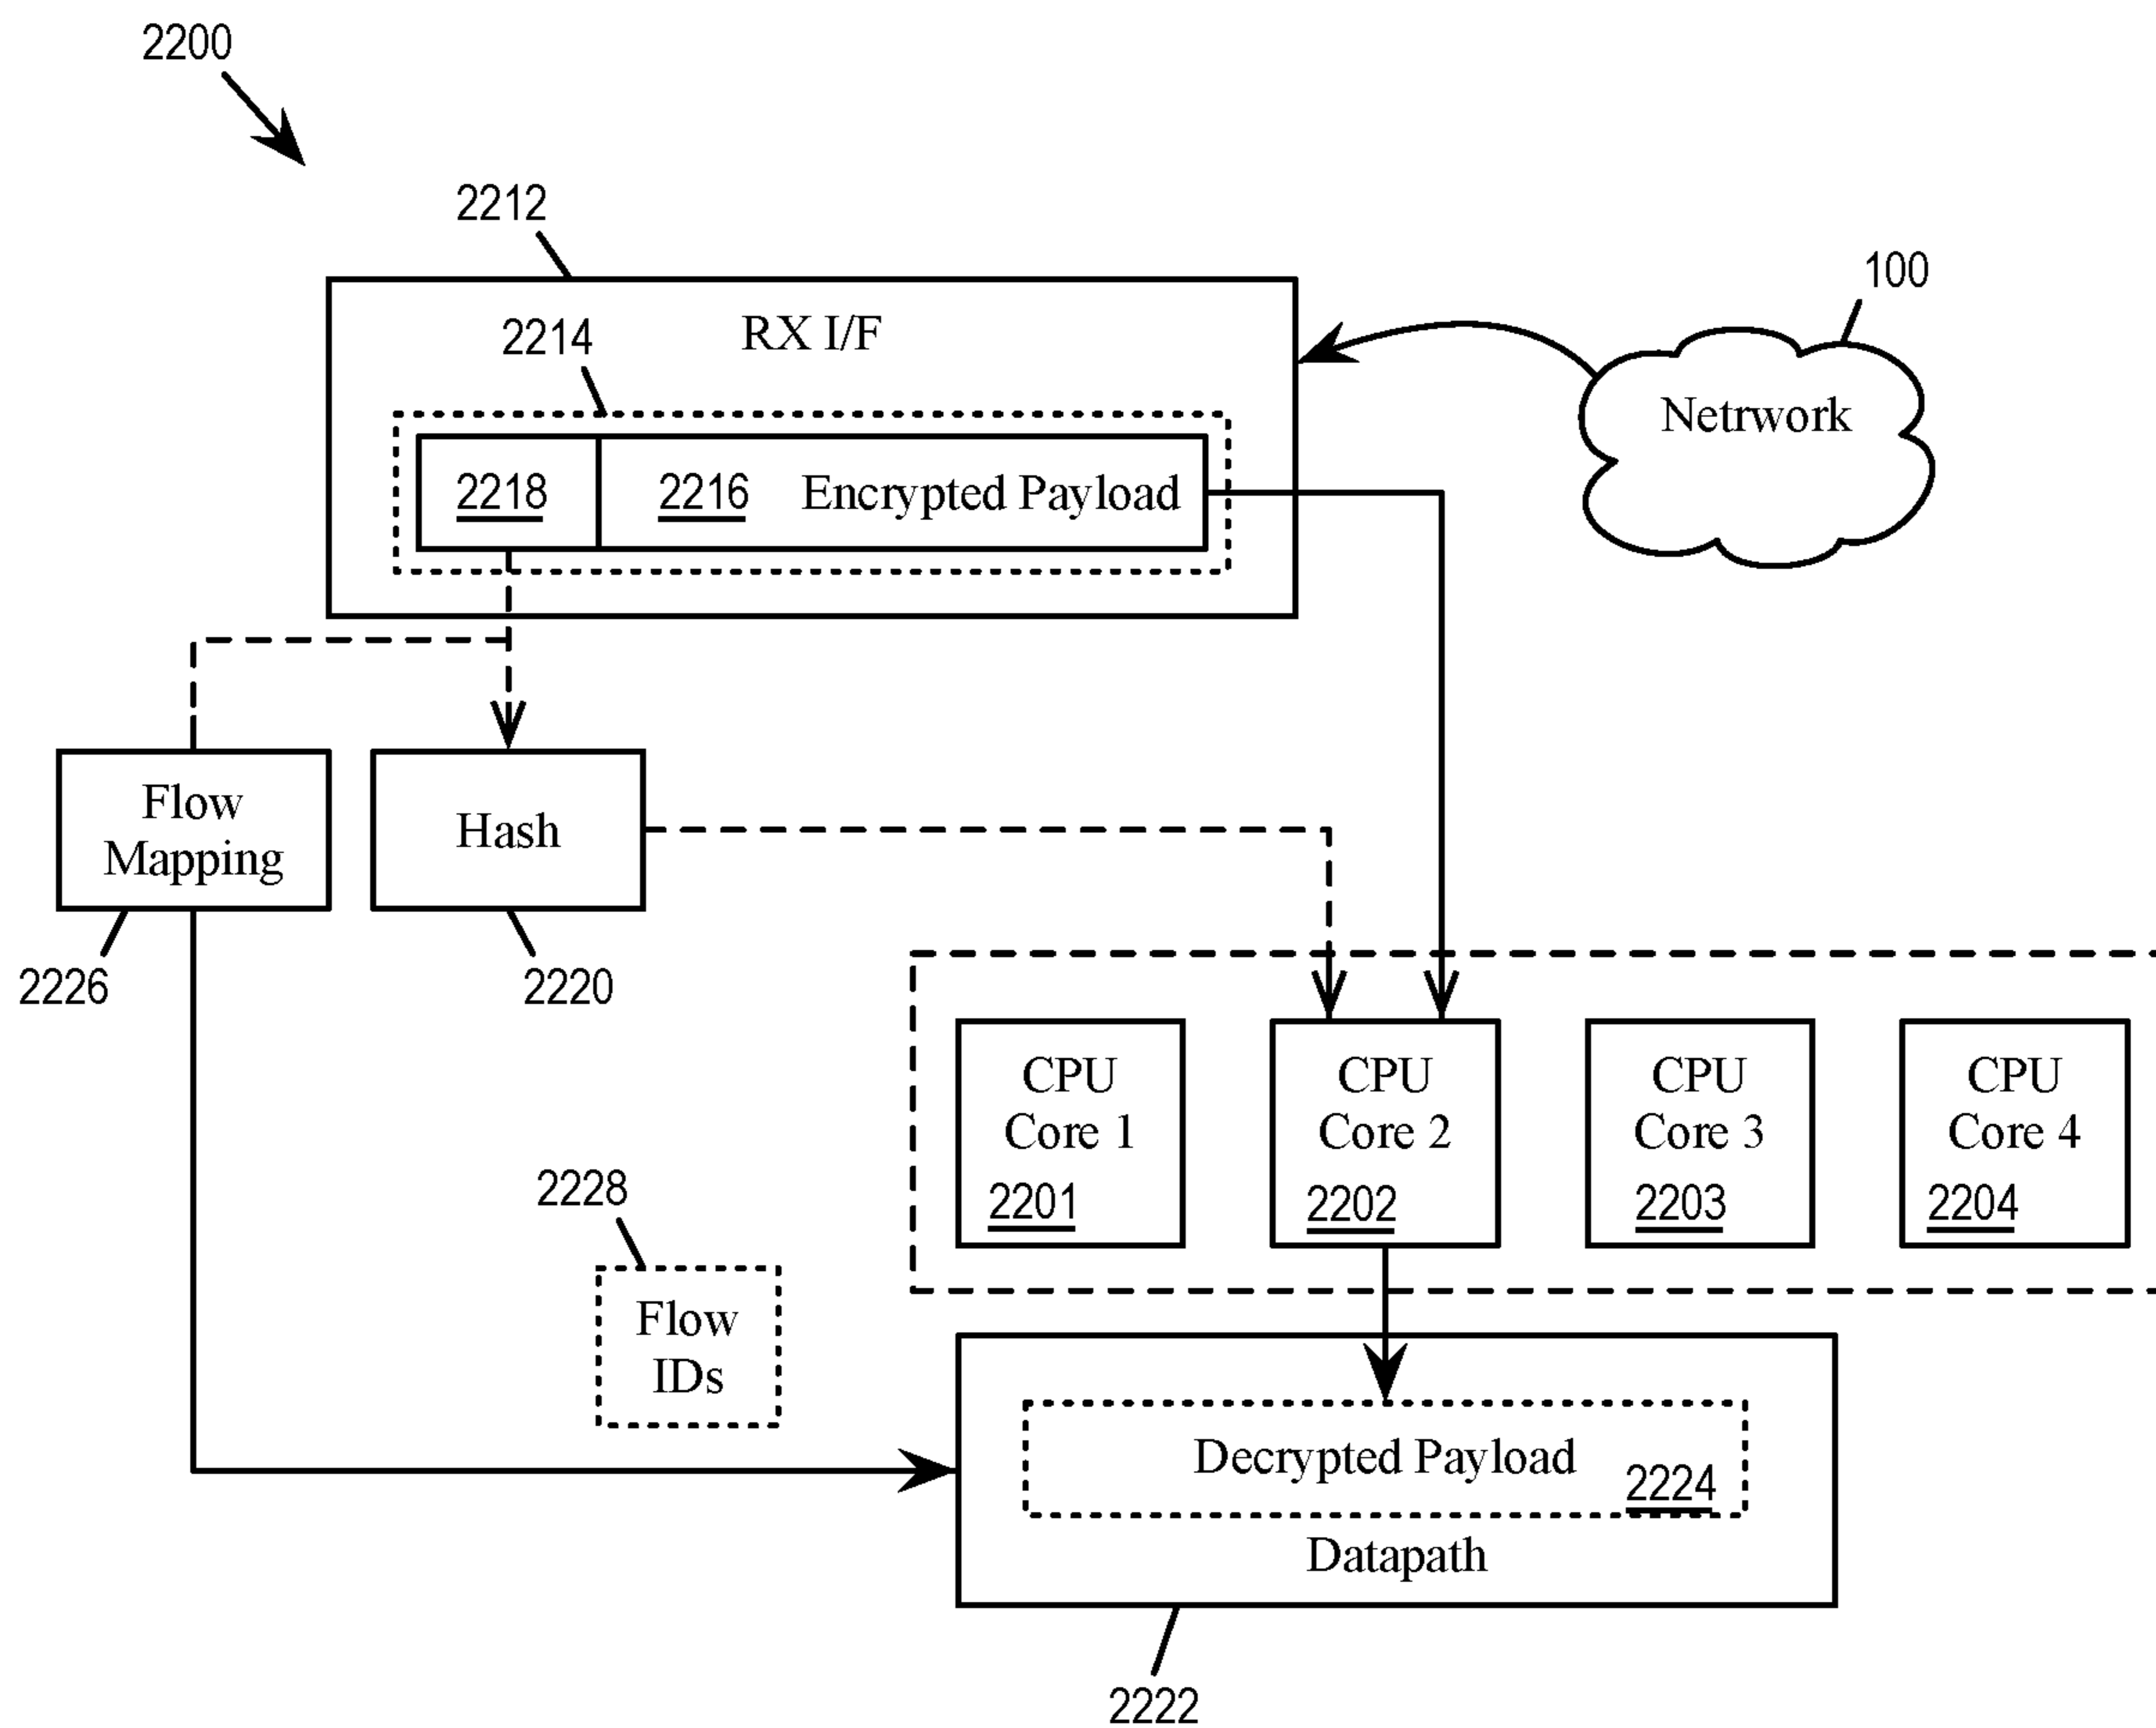 2200
2212
100
2214
RX I/F
Netrwork
2218
2216
Encrypted Payload
Flow
Mapping
Hash
2226
2220
CPU
Core 1
2201
CPU
Core 2
2202
CPU
Core 3
2203
CPU
Core 4
2204
2228
Flow
IDs
Decrypted Payload
2224
Datapath
2222